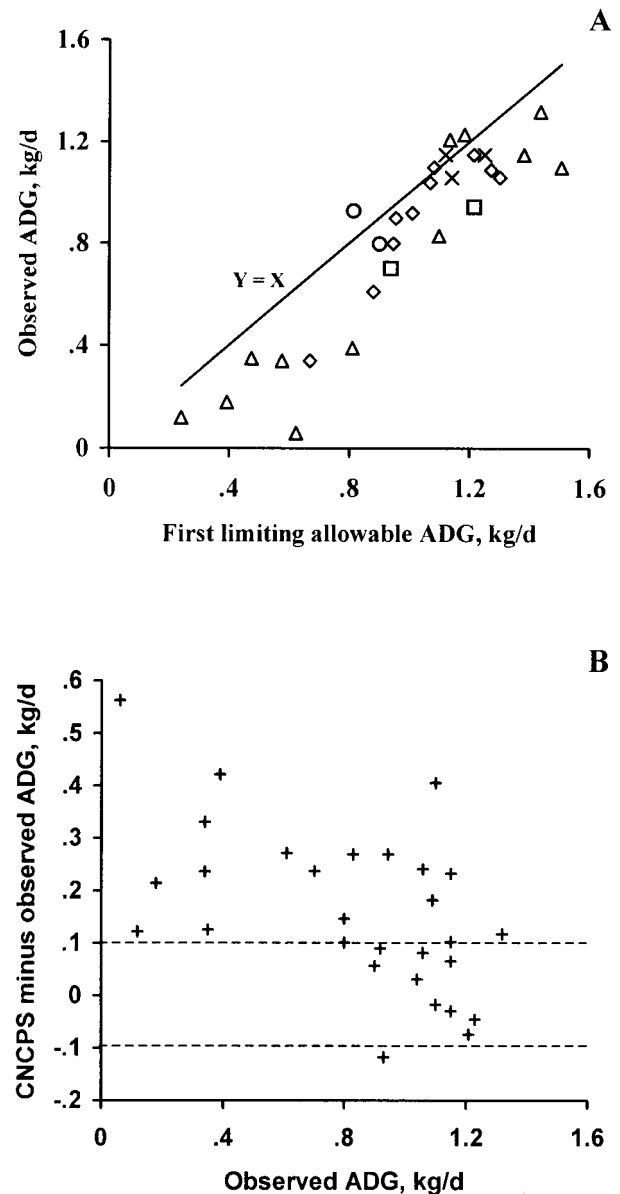 A
1.6
1.2
.8
.4
0
Observed ADG, kg/d
Y = X
0 .4 .8 1.2 1.6
First limiting allowable ADG, kg/d
B
.6
.5
.4
.3
.2
.1
0
-.1
-.2
CNCPS minus observed ADG, kg/d
0 .4 .8 1.2 1.6
Observed ADG, kg/d